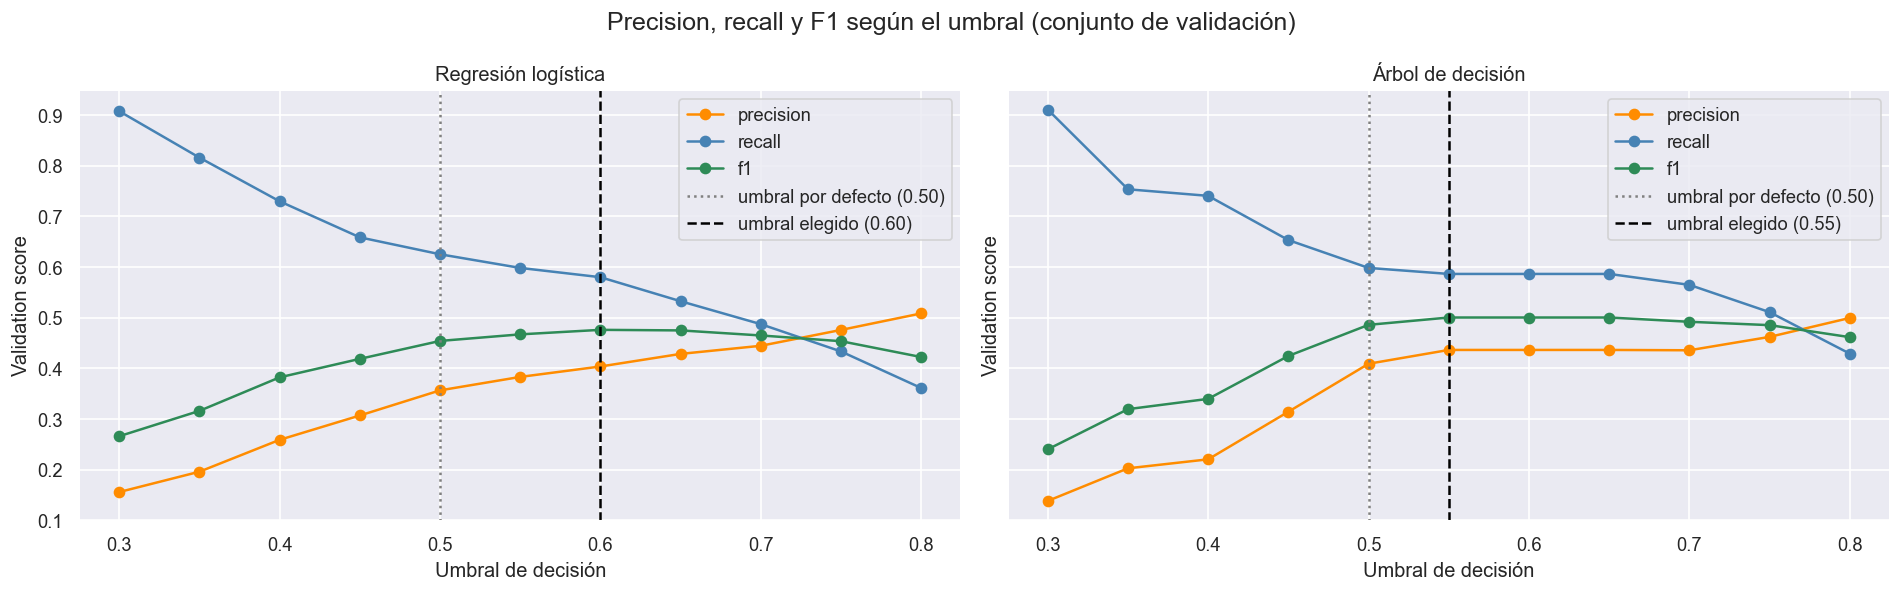 Precision, recall y F1 según el umbral (conjunto de validación)
Regresión logística
Validation score
0.9
0.8
0.7
0.6
0.5
0.4
0.3
0.2
0.1
precision
recall
f1
umbral por defecto (0.50)
umbral elegido (0.60)
0.3 0.4 0.5 0.6 0.7 0.8
Umbral de decisión
Árbol de decisión
Validation score
precision
recall
f1
umbral por defecto (0.50)
umbral elegido (0.55)
0.3 0.4 0.5 0.6 0.7 0.8
Umbral de decisión